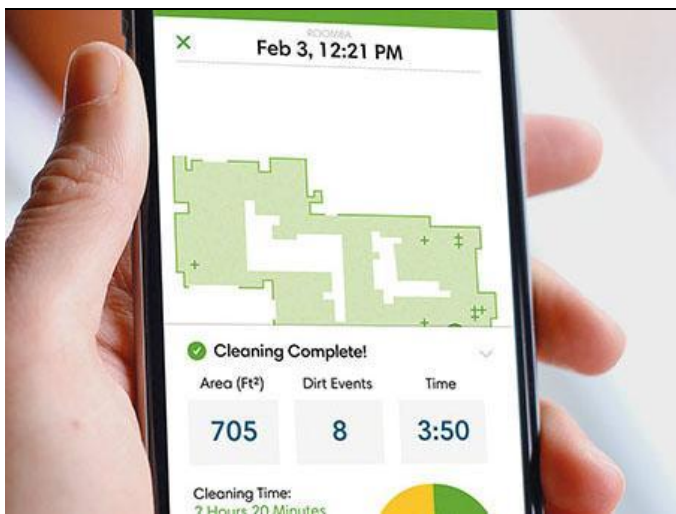 ROOMBA
Feb 3, 12:21 PM
Cleaning Complete!
Area (Ft²) Dirt Events Time
705 8 3:50
Cleaning Time:
2 Hours 20 Minutes